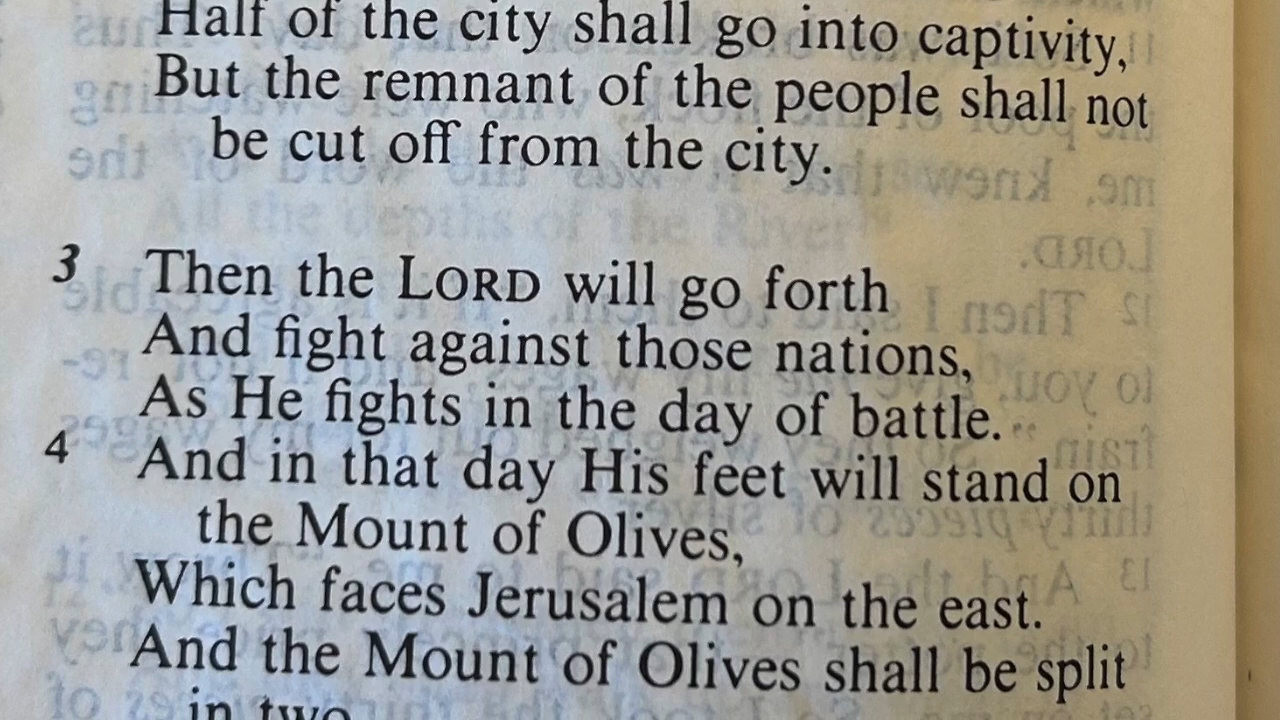 Half of the city shall go into captivity,
But the remnant of the people shall not
be cut off from the city.
3 Then the LORD will go forth
And fight against those nations,
As He fights in the day of battle.
4 And in that day His feet will stand on
the Mount of Olives,
Which faces Jerusalem on the east.
And the Mount of Olives shall be split
in two